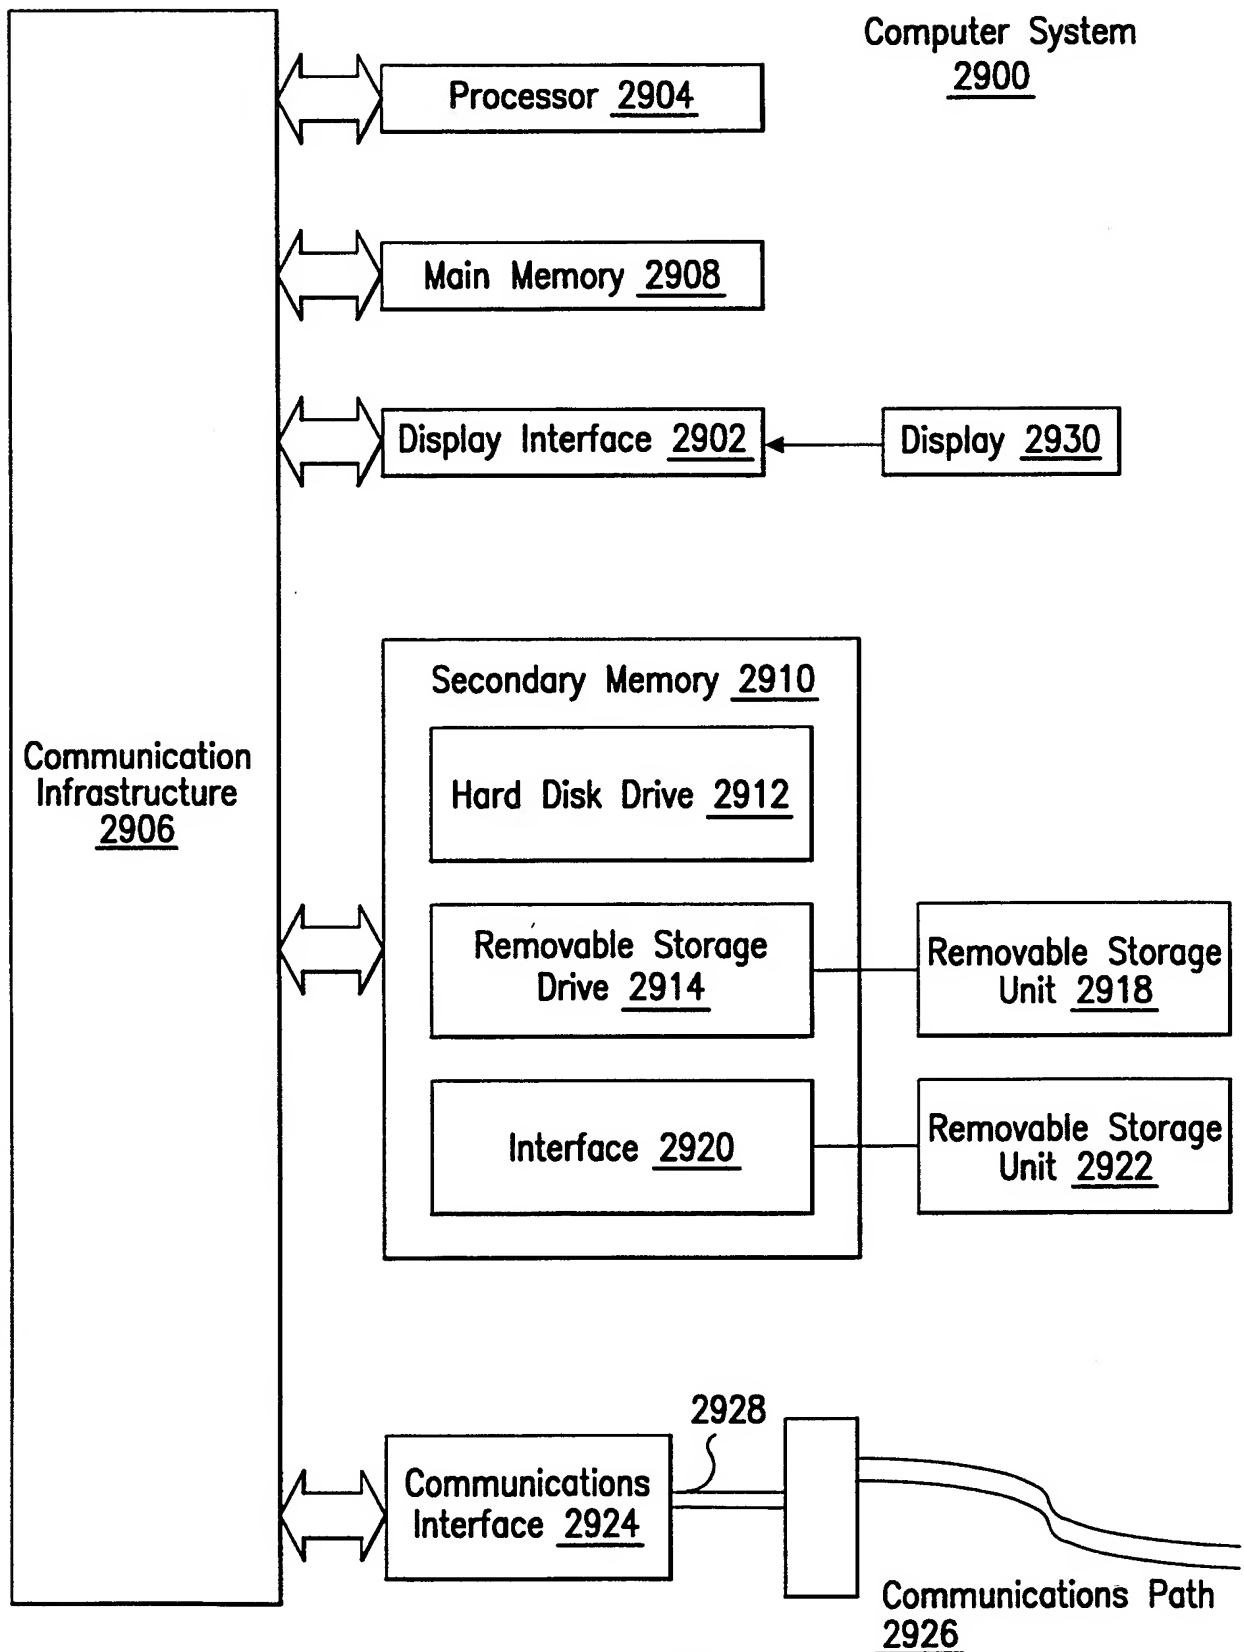 Computer System
2900
Processor 2904
Main Memory 2908
Display Interface 2902
Display 2930
Secondary Memory 2910
Hard Disk Drive 2912
Communication
Infrastructure
2906
Removable Storage
Drive 2914
Removable Storage
Unit 2918
Interface 2920
Removable Storage
Unit 2922
2928
Communications
Interface 2924
Communications Path
2926